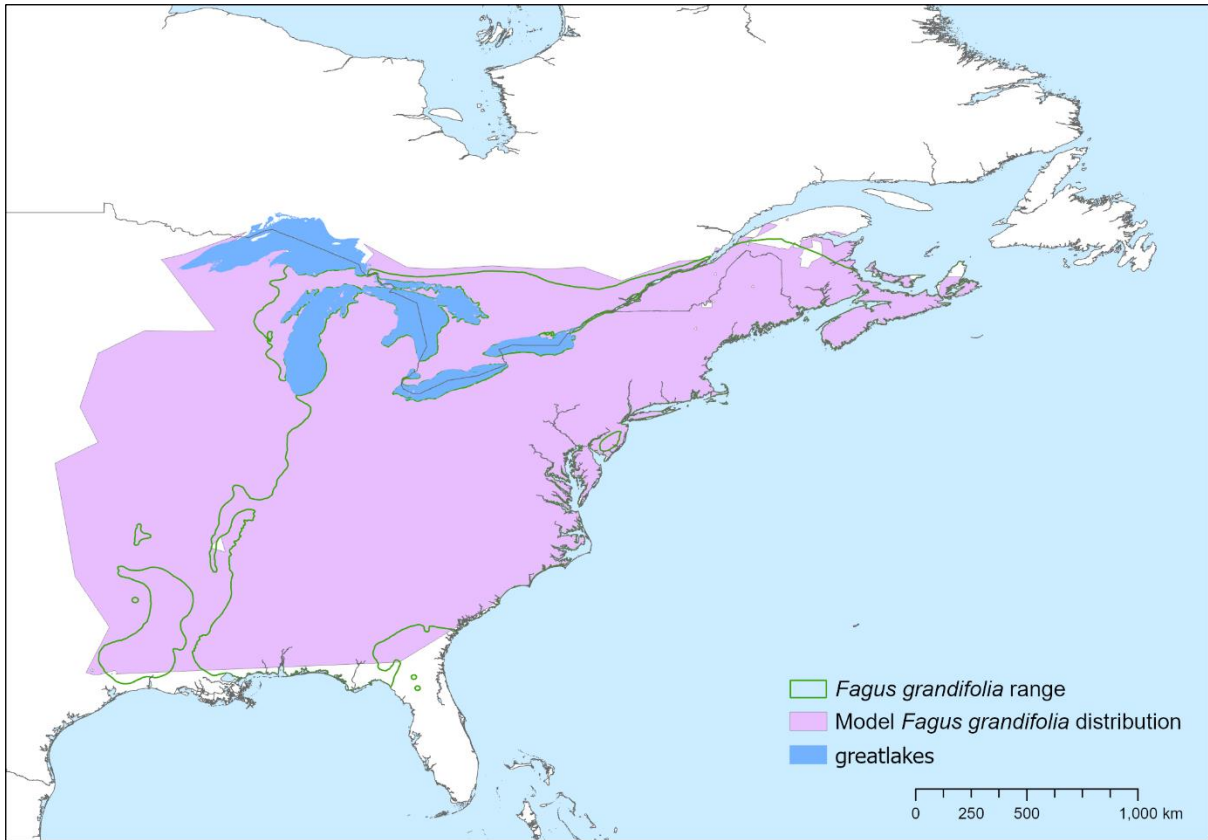 Fagus grandifolia range
Model Fagus grandifolia distribution
greatlakes
0 250 500 1,000 km